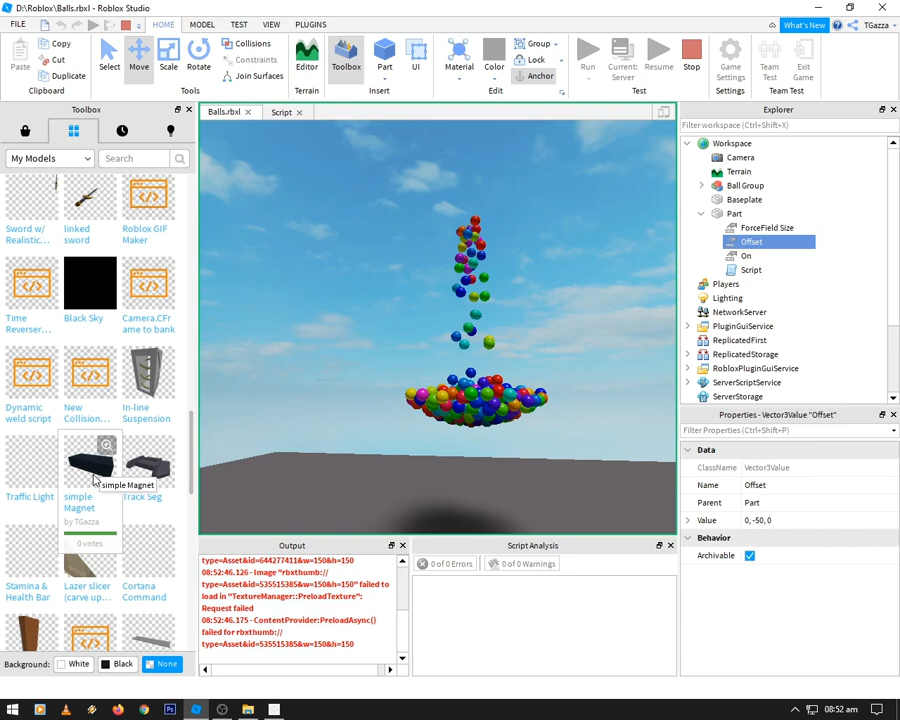 D:\Roxblox\Balls.rbxl - Roblox Studio
FILE
HOME
MODEL
TEST
VIEW
PLUGINS
What's New
TGazza
Paste
Copy
Cut
Duplicate
Clipboard
Select
Move
Scale
Rotate
Collisions
Constraints
Join Surfaces
Tools
Editor
Terrain
Toolbox
Part
UI
Insert
Material
Color
Group
Lock
Anchor
Edit
Run
Current:
Server
Resume
Stop
Test
Game
Settings
Settings
Team
Test
Exit
Game
Team Test
Toolbox
My Models
Search
Sword w/
Realistic...
linked
sword
Roblox GIF
Maker
Time
Reverser...
Black Sky
Camera.CFr
ame to bank
Dynamic
weld script
New
Collision...
In-line
Suspension
Traffic Light
simple
Magnet
by TGazza
0 votes
simple Magnet
Track Seg
Stamina &
Health Bar
Lazer slicer
(carve up...
Cortana
Command
Background:
White
Black
None
Balls.rbxl
Script
Output
type=Asset&id=644277411&w=150&h=150
08:52:46.126 - Image "rbxthumb://
type=Asset&id=535515385&w=150&h=150" failed to
load in "TextureManager::PreloadTexture":
Request failed
08:52:46.175 - ContentProvider:PreloadAsync()
failed for rbxthumb://
type=Asset&id=535515385&w=150&h=150
Script Analysis
0 of 0 Errors
0 of 0 Warnings
Explorer
Filter workspace (Ctrl+Shift+X)
Workspace
Camera
Terrain
Ball Group
Baseplate
Part
ForceField Size
Offset
On
Script
Players
Lighting
NetworkServer
PluginGuiService
ReplicatedFirst
ReplicatedStorage
RobloxPluginGuiService
ServerScriptService
ServerStorage
Properties - Vector3Value "Offset"
Filter Properties (Ctrl+Shift+P)
Data
ClassName Vector3Value
Name Offset
Parent Part
Value 0, -50, 0
Behavior
Archivable
08:52 am